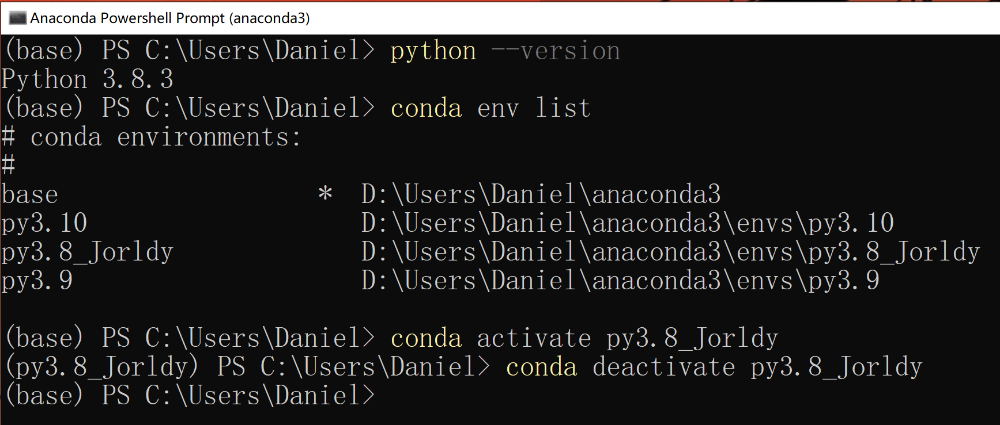 Anaconda Powershell Prompt (anaconda3)
(base) PS C:\Users\Daniel> python --version
Python 3.8.3
(base) PS C:\Users\Daniel> conda env list
# conda environments:
#
base                  *  D:\Users\Daniel\anaconda3
py3.10                   D:\Users\Daniel\anaconda3\envs\py3.10
py3.8_Jorldy             D:\Users\Daniel\anaconda3\envs\py3.8_Jorldy
py3.9                    D:\Users\Daniel\anaconda3\envs\py3.9
(base) PS C:\Users\Daniel> conda activate py3.8_Jorldy
(py3.8_Jorldy) PS C:\Users\Daniel> conda deactivate py3.8_Jorldy
(base) PS C:\Users\Daniel>